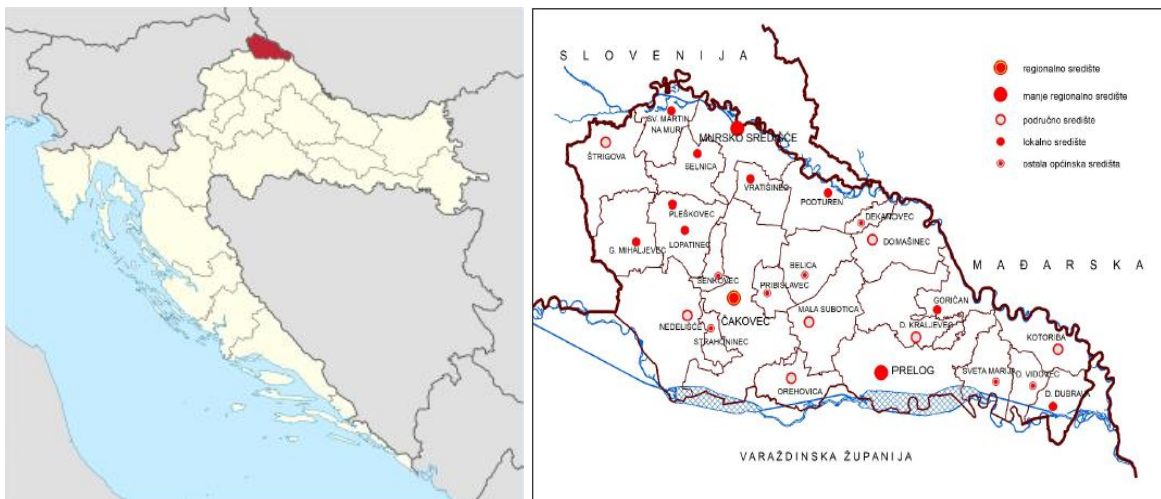 SLOVENIJA
regionalno središte
manje regionalno središte
područno središte
lokalno središte
ostala općinska središta
SV. MARTIN
NA MURI
MURSKO SREDIŠĆE
ŠTRIGOVA
SELNICA
VRATIŠINEC
PODTUREN
PLEŠKOVEC
DEKANOVEC
LOPATINEC
G. MIHALJEVEC
DOMAŠINEC
MAĐARSKA
BELICA
ŠENKOVEC
PRIBISLAVEC
GORIČAN
MALA SUBOTICA
ČAKOVEC
NEDELIŠĆE
STRAHONINEC
D. KRALJEVEC
KOTORIBA
PRELOG
SVETA MARIJA
D. VIDOVEC
OREHOVICA
D. DUBRAVA
VARAŽDINSKA ŽUPANIJA